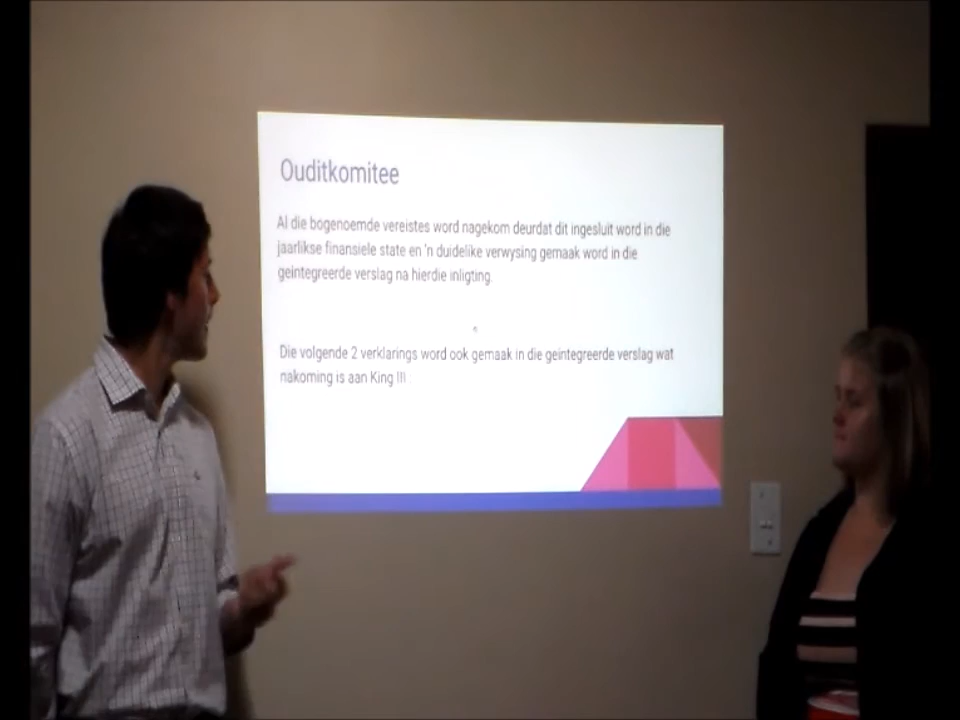 Ouditkomitee
Al die bogenoemde vereistes word nagekom deurdat dit ingesluit word in die
jaarlikse finansiele state en 'n duidelike verwysing gemaak word in die
geintegreerde verslag na hierdie inligting.
Die volgende 2 verklarings word ook gemaak in die geintegreerde verslag wat
nakoming is aan King III